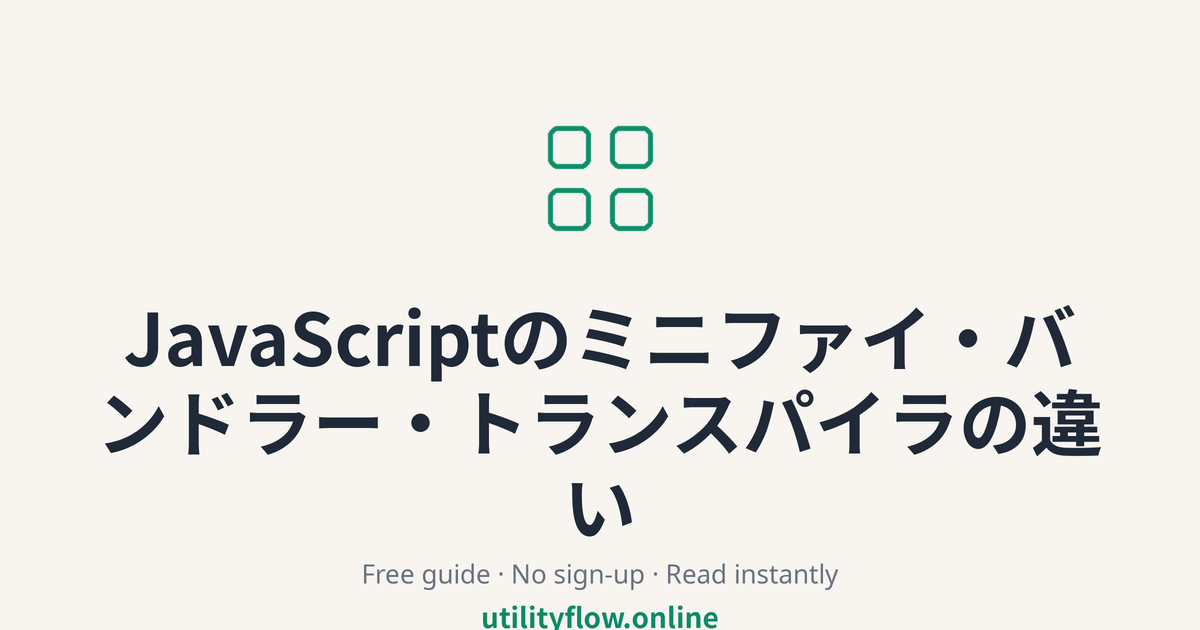 JavaScriptのミニファイ・バ
ンドラー・トランスパイラの違
い
Free guide · No sign-up · Read instantly
utilityflow.online